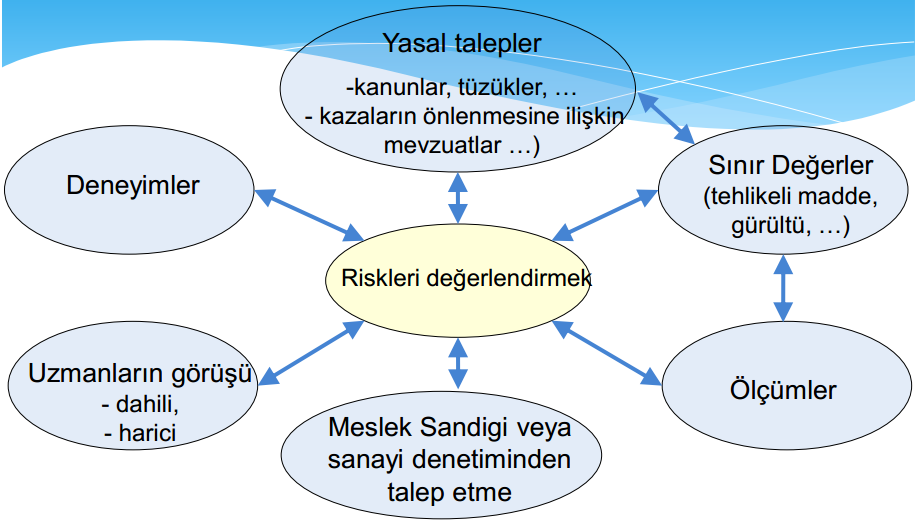 Yasal talepler
-kanunlar, tüzükler, …
- kazaların önlenmesine ilişkin
mevzuatlar …)
Deneyimler
Sınır Değerler
(tehlikeli madde,
gürültü, …)
Riskleri değerlendirmek
Uzmanların görüşü
- dahili,
- harici
Meslek Sandigi veya
sanayi denetiminden
talep etme
Ölçümler